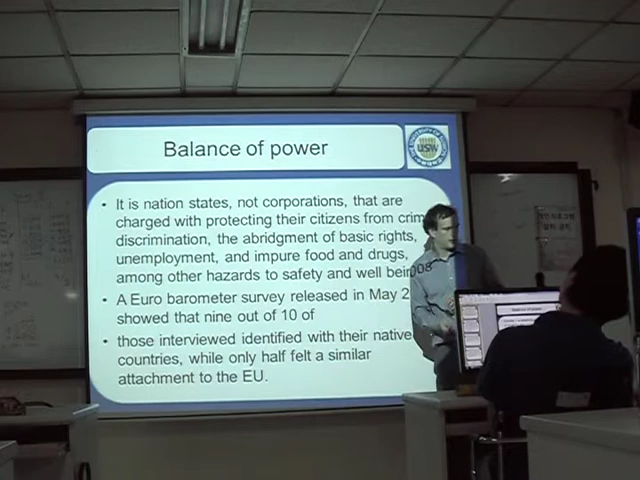 Balance of power
USW
• It is nation states, not corporations, that are
charged with protecting their citizens from crim
discrimination, the abridgment of basic rights,
unemployment, and impure food and drugs,
among other hazards to safety and well being
• A Euro barometer survey released in May 2008
showed that nine out of 10 of
• those interviewed identified with their native
countries, while only half felt a similar
attachment to the EU.